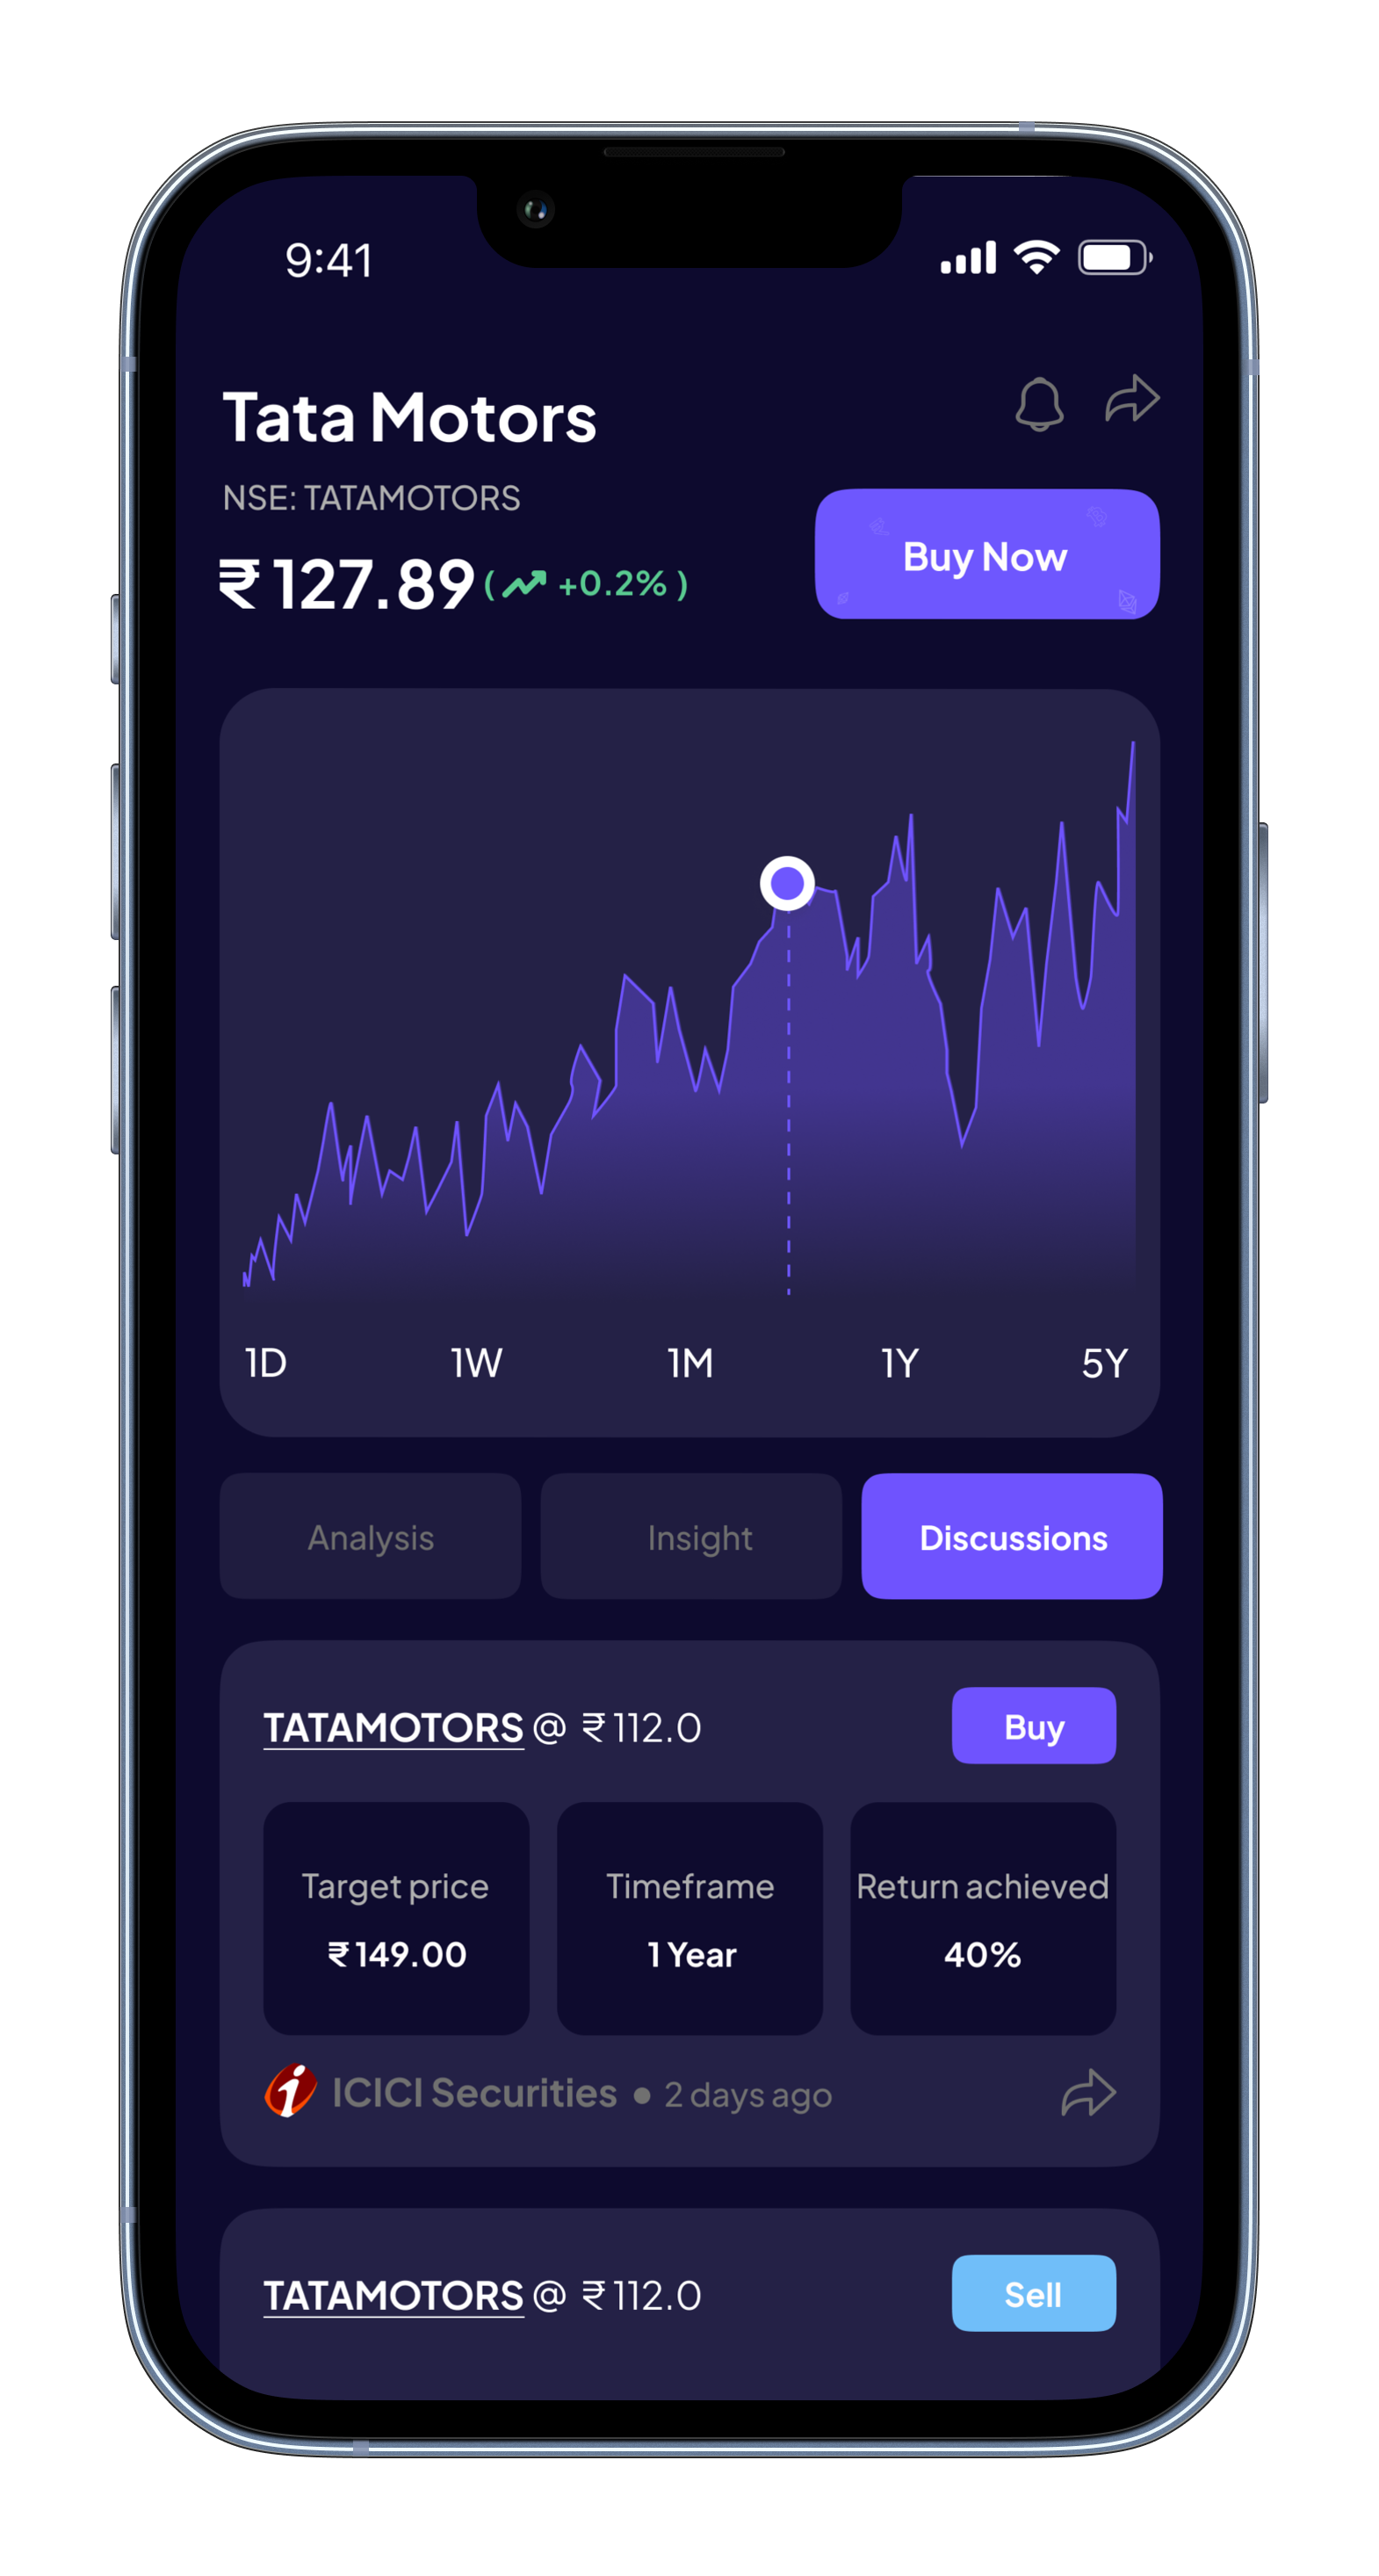 9:41
Tata Motors
NSE: TATAMOTORS
₹ 127.89 ( +0.2% )
Buy Now
1D 1W 1M 1Y 5Y
Analysis Insight Discussions
TATAMOTORS @ ₹ 112.0 Buy
Target price Timeframe Return achieved
₹ 149.00 1 Year 40%
i ICICI Securities ● 2 days ago
TATAMOTORS @ ₹ 112.0 Sell